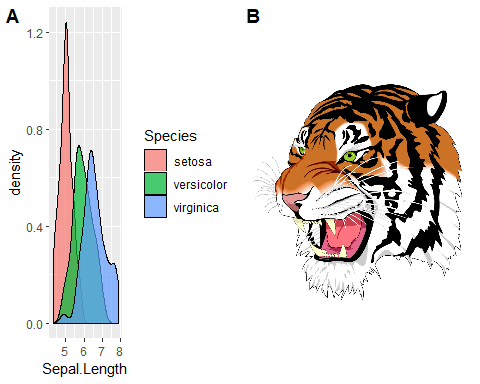 A
B
1.2
0.8
0.4
0.0
density
5 6 7 8
Sepal.Length
Species
setosa
versicolor
virginica